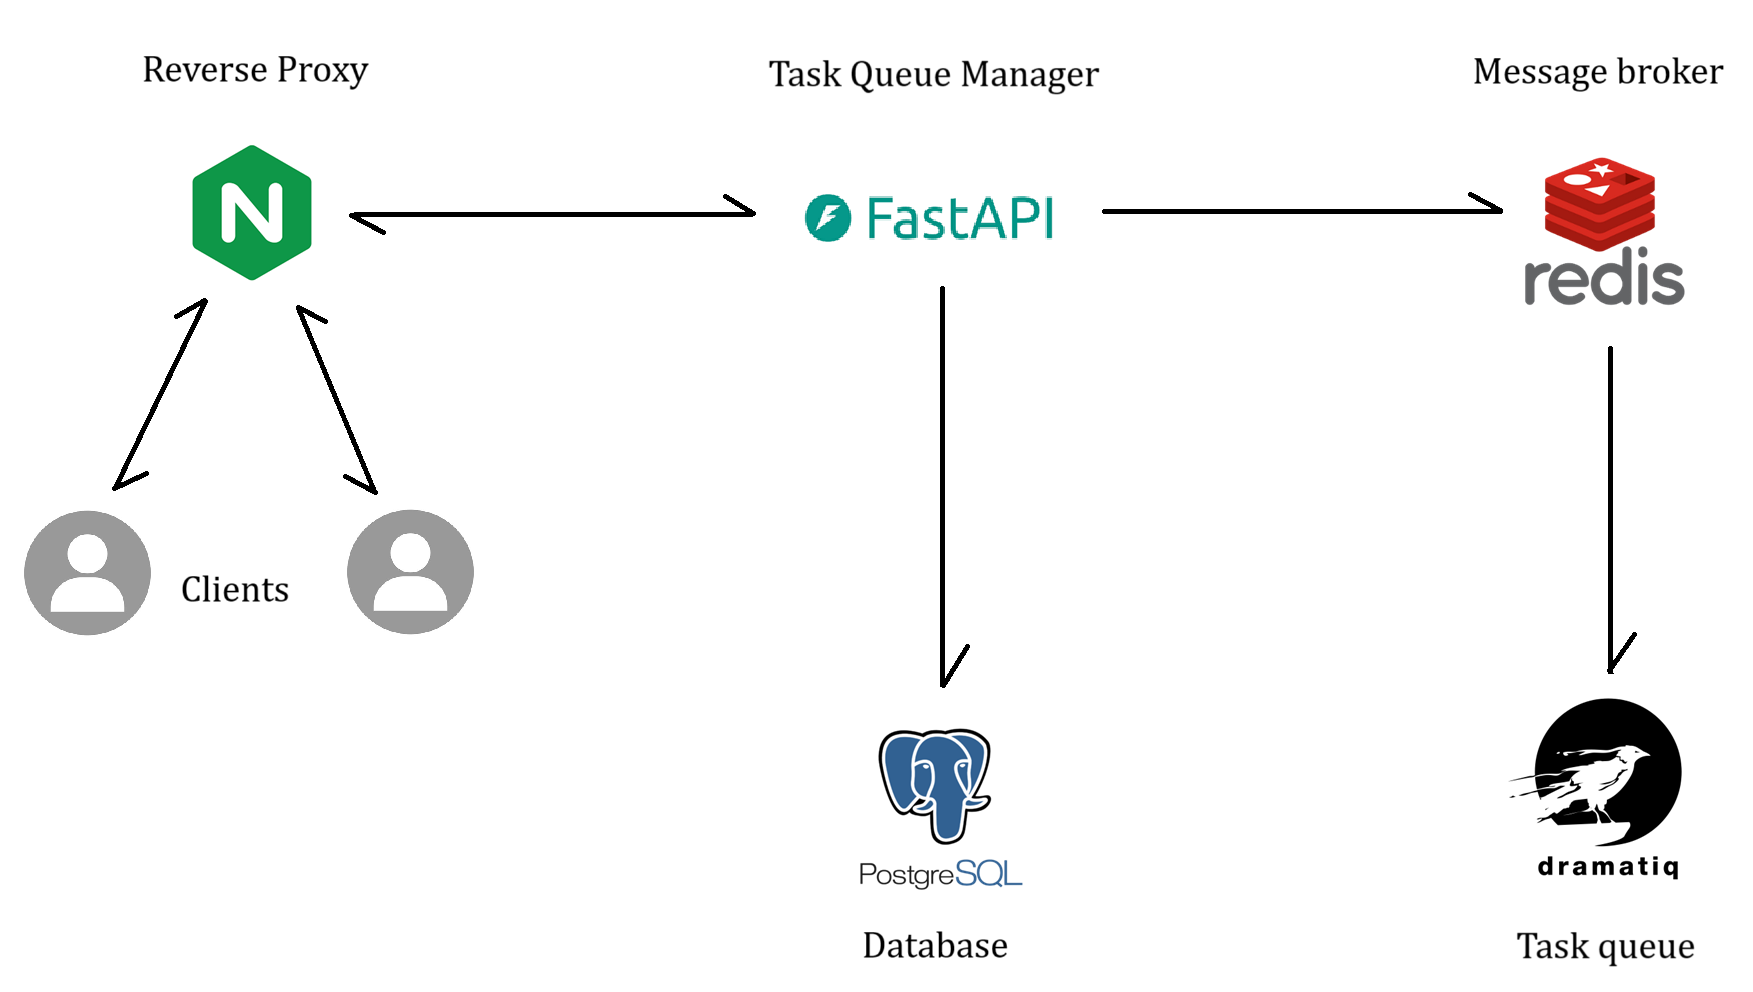 Reverse Proxy
Task Queue Manager
Message broker
N
FastAPI
redis
Clients
PostgreSQL
dramatiq
Database
Task queue